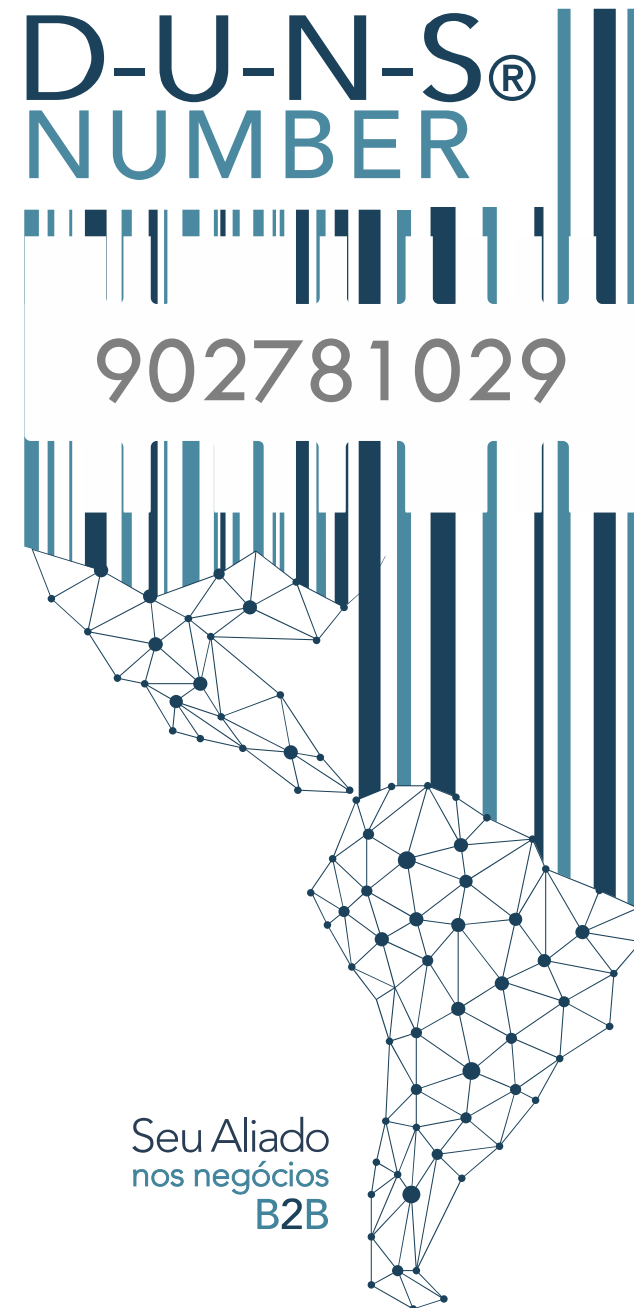 D-U-N-S®
NUMBER
902781029
Seu Aliado
nos negócios
B2B